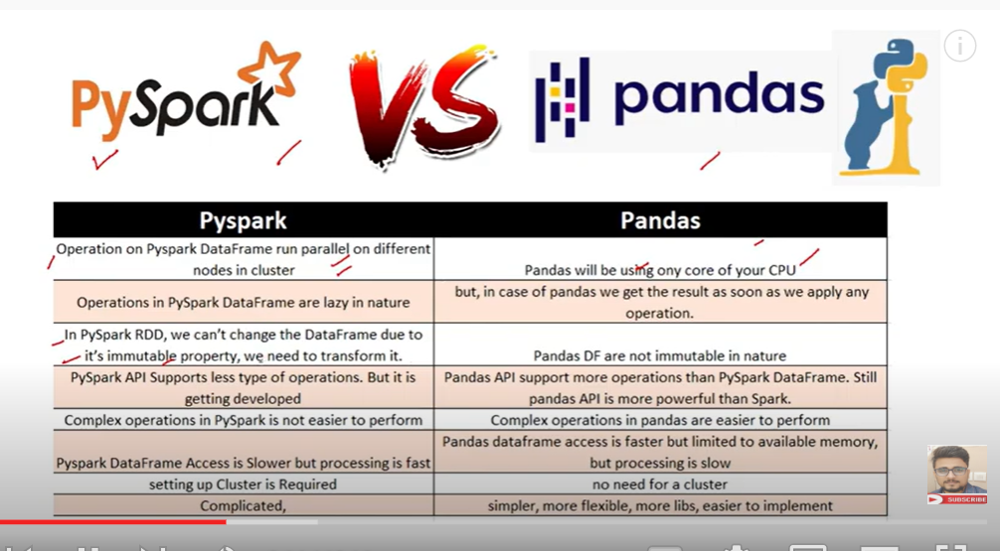 PySpark
VS
pandas
Pyspark
Pandas
Operation on Pyspark DataFrame run parallel on different
nodes in cluster
Pandas will be using ony core of your CPU
Operations in PySpark DataFrame are lazy in nature
but, in case of pandas we get the result as soon as we apply any
operation.
In PySpark RDD, we can't change the DataFrame due to
it's immutable property, we need to transform it.
Pandas DF are not immutable in nature
PySpark API Supports less type of operations. But it is
getting developed
Pandas API support more operations than PySpark DataFrame. Still
pandas API is more powerful than Spark.
Complex operations in PySpark is not easier to perform
Complex operations in pandas are easier to perform
Pyspark DataFrame Access is Slower but processing is fast
Pandas dataframe access is faster but limited to available memory,
but processing is slow
setting up Cluster is Required
no need for a cluster
Complicated,
simpler, more flexible, more libs, easier to implement
SUBSCRIBE